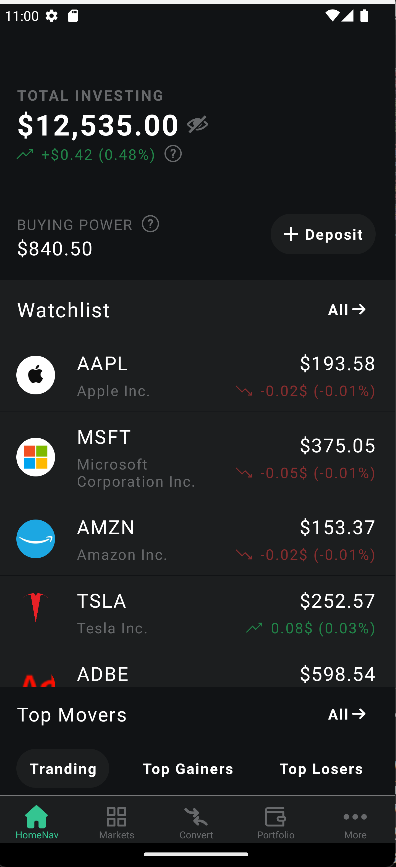 11:00
TOTAL INVESTING
$12,535.00
+$0.42 (0.48%) ?
BUYING POWER ?
$840.50
+ Deposit
Watchlist
All→
AAPL
$193.58
Apple Inc.
-0.02$ (-0.01%)
MSFT
$375.05
Microsoft
Corporation Inc.
-0.05$ (-0.01%)
AMZN
$153.37
Amazon Inc.
-0.02$ (-0.01%)
TSLA
$252.57
Tesla Inc.
0.08$ (0.03%)
ADBE
$598.54
Top Movers
All→
Tranding
Top Gainers
Top Losers
HomeNav
Markets
Convert
Portfolio
More